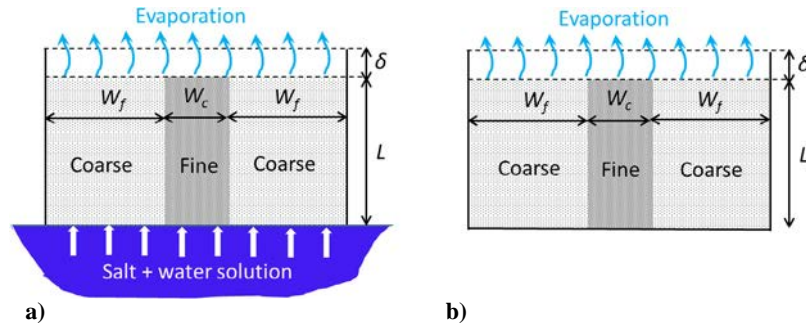 Evaporation
δ
W_f W_c W_f
L
Coarse Fine Coarse
Salt + water solution
a)
Evaporation
δ
W_f W_c W_f
L
Coarse Fine Coarse
b)